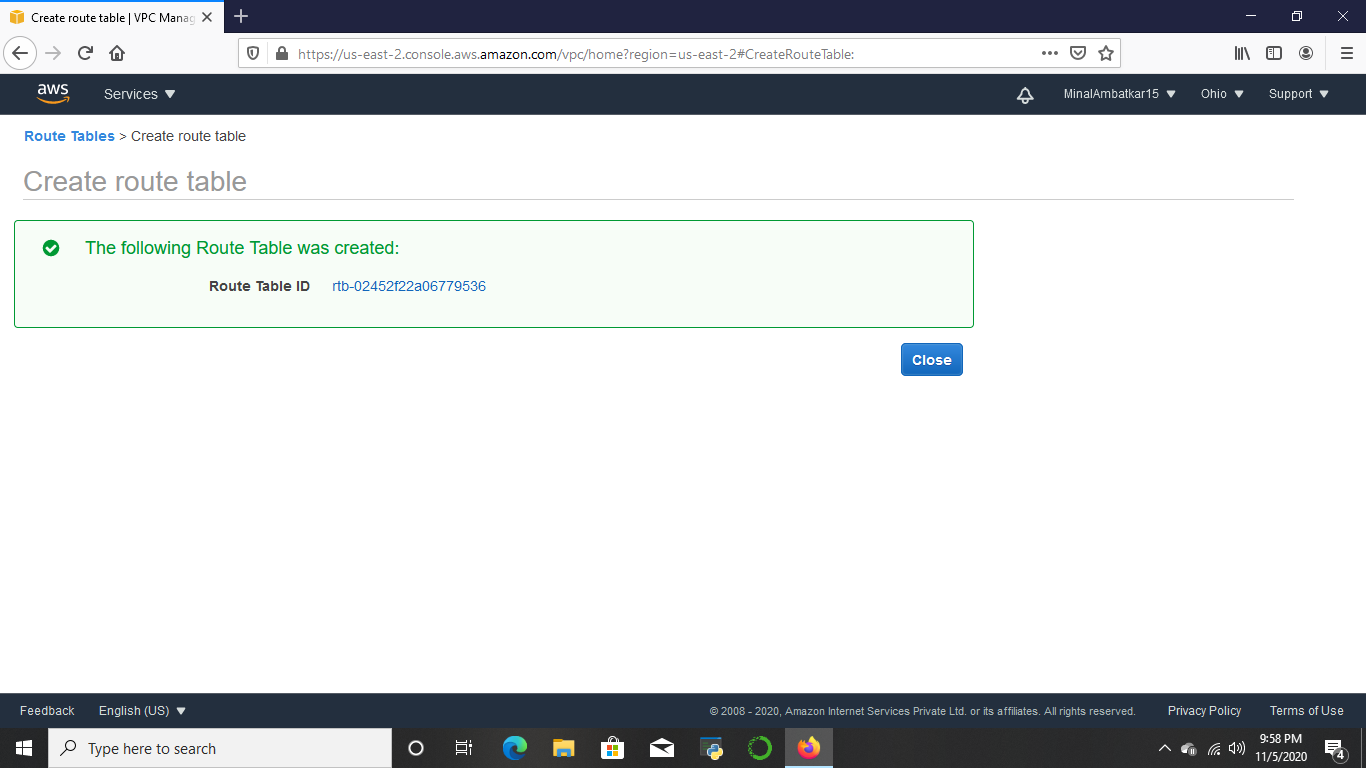 Create route table | VPC Manag
https://us-east-2.console.aws.amazon.com/vpc/home?region=us-east-2#CreateRouteTable:
aws Services MinalAmbatkar15 Ohio Support
Route Tables > Create route table
Create route table
The following Route Table was created:
Route Table ID rtb-02452f22a06779536
Close
Feedback English (US) © 2008 - 2020, Amazon Internet Services Private Ltd. or its affiliates. All rights reserved. Privacy Policy Terms of Use
Type here to search
9:58 PM
11/5/2020
4